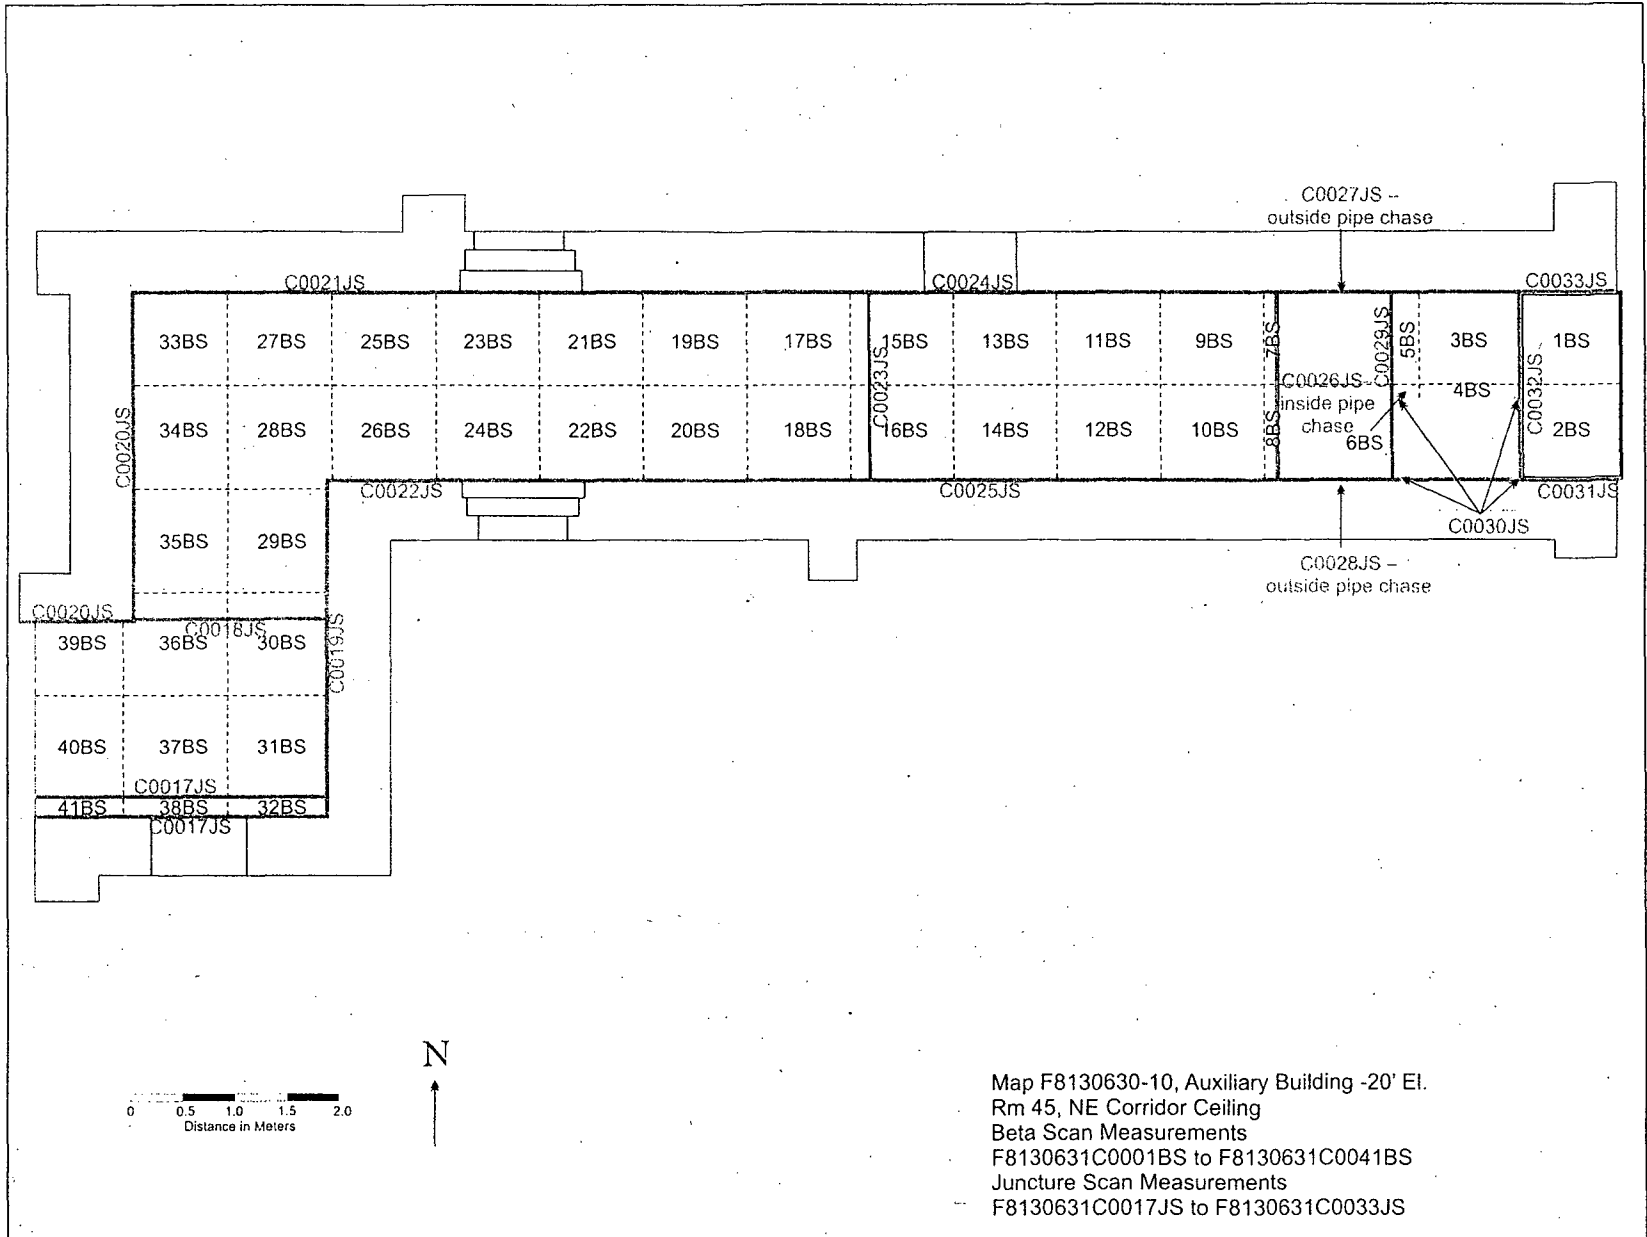 C0027JS –
outside pipe chase
C0021JS
C0024JS
C0033JS
33BS
27BS
25BS
23BS
21BS
19BS
17BS
15BS
13BS
11BS
9BS
7BS
C0029JS
5BS
3BS
1BS
C0023JS
C0026JS–
inside pipe
chase
4BS
C0032JS
C0020JS
34BS
28BS
26BS
24BS
22BS
20BS
18BS
16BS
14BS
12BS
10BS
8BS
6BS
2BS
C0022JS
C0025JS
C0031JS
C0030JS
35BS
29BS
C0028JS –
outside pipe chase
C0020JS
C0018JS
C0019JS
39BS
36BS
30BS
40BS
37BS
31BS
C0017JS
41BS
38BS
32BS
C0017JS
N
0 0.5 1.0 1.5 2.0
Distance in Meters
Map F8130630-10, Auxiliary Building -20' El.
Rm 45, NE Corridor Ceiling
Beta Scan Measurements
F8130631C0001BS to F8130631C0041BS
Juncture Scan Measurements
F8130631C0017JS to F8130631C0033JS